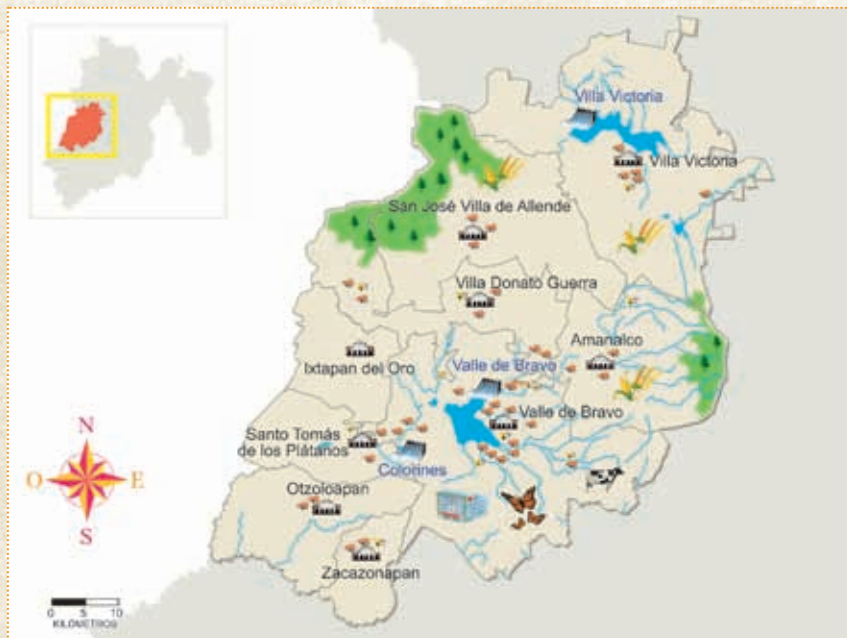 Villa Victoria
Villa Victoria
San José Villa de Allende
Villa Donato Guerra
Amanalco
Ixtapan del Oro
Valle de Bravo
Valle de Bravo
Santo Tomás
de los Plátanos
Colorines
Otzoloapan
Zacazonapan
N
O
E
S
0 5 10
KILÓMETROS